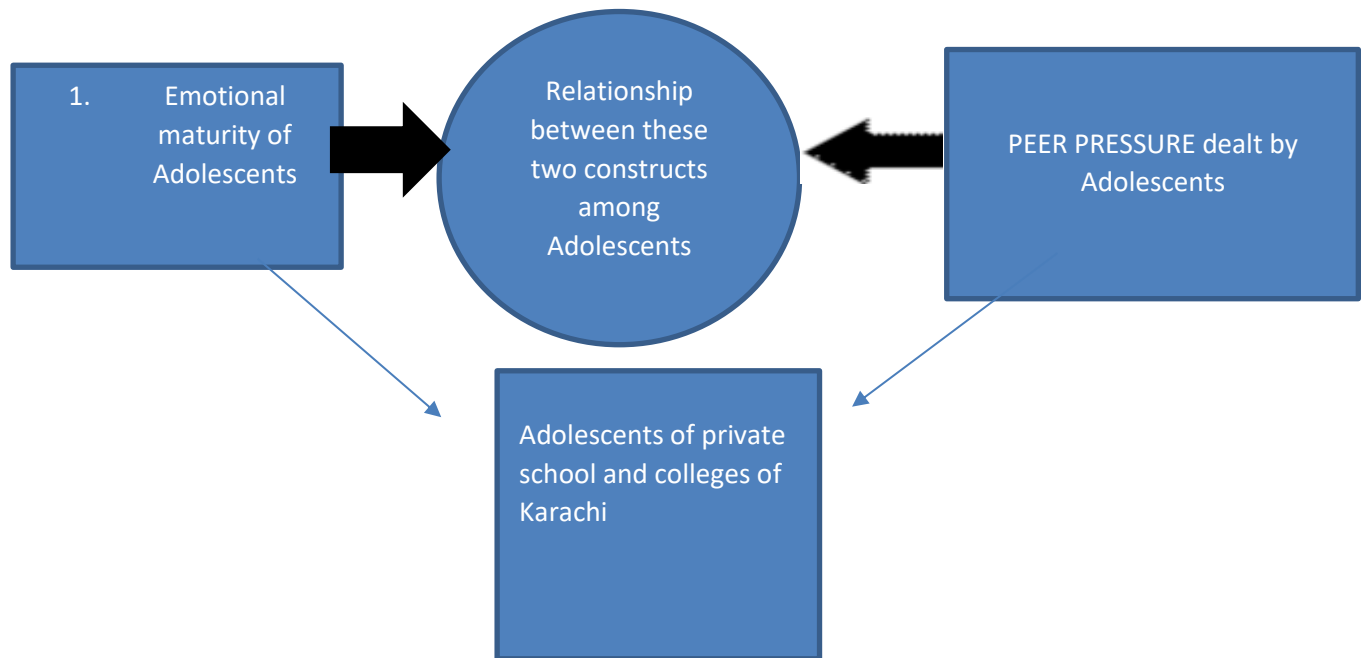 1. Emotional
maturity of
Adolescents
Relationship
between these
two constructs
among
Adolescents
PEER PRESSURE dealt by
Adolescents
Adolescents of private
school and colleges of
Karachi